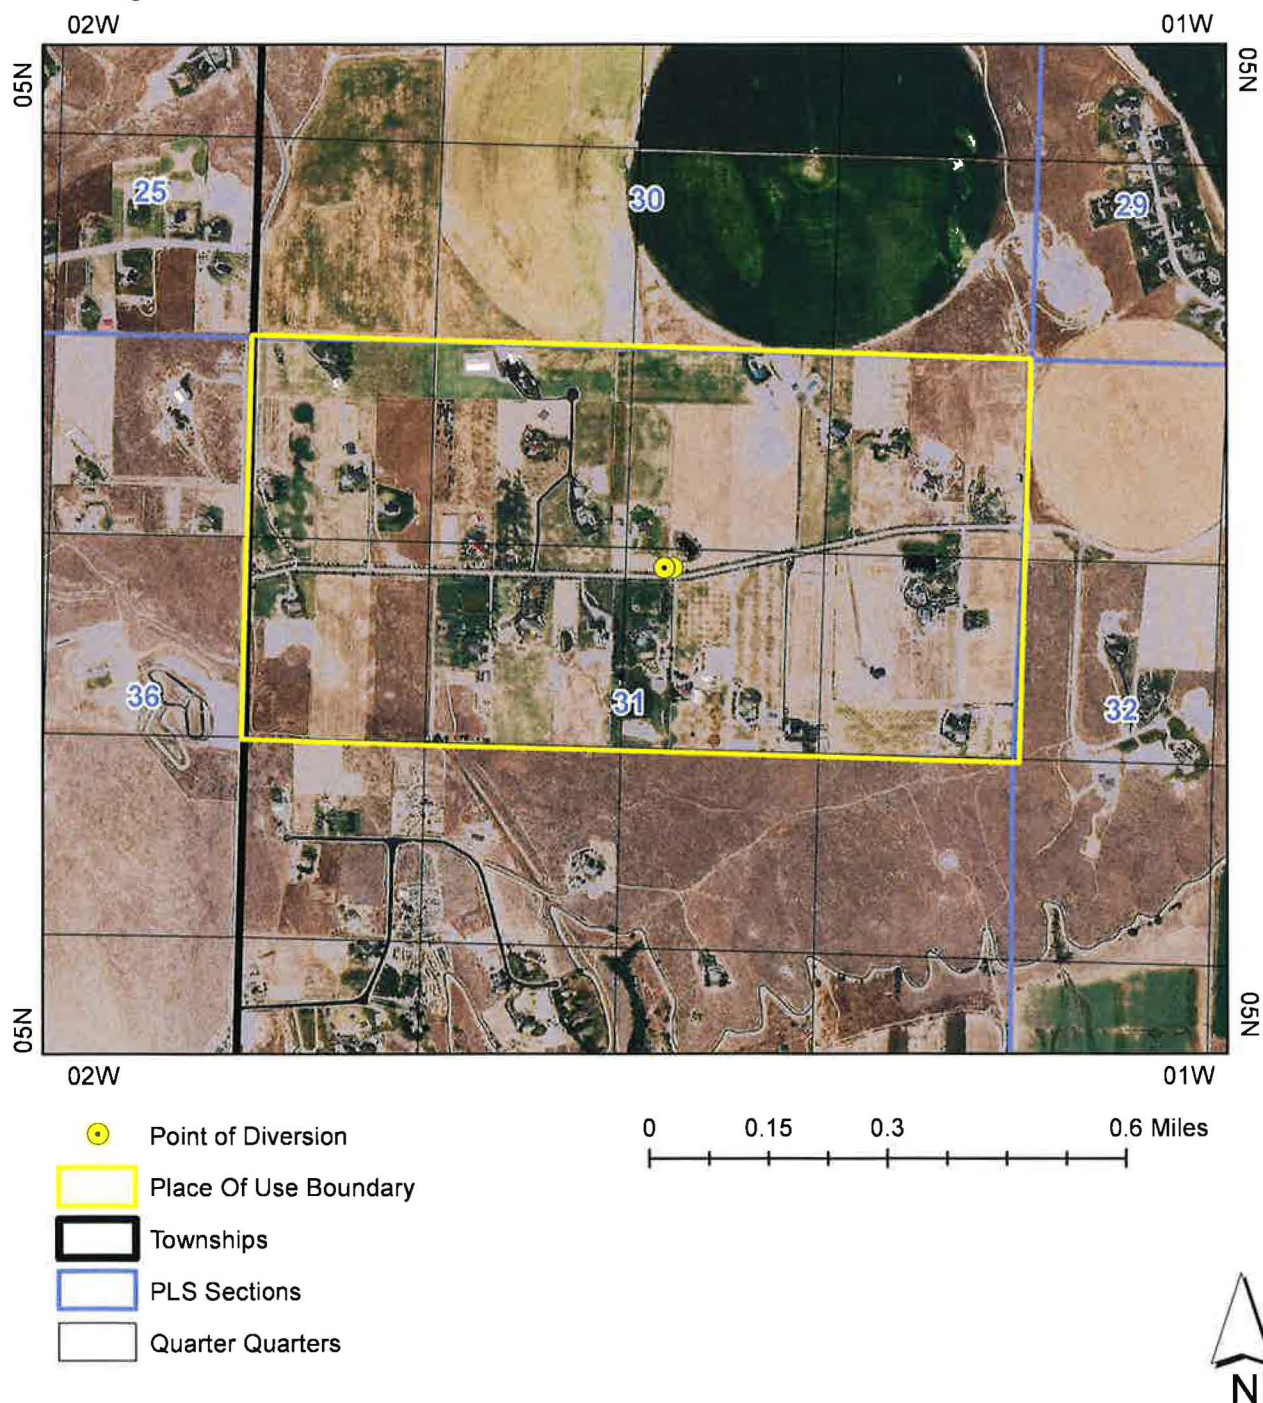 02W 01W
05N 05N
25 30 29
36 31 32
05N 05N
02W 01W
Point of Diversion
Place Of Use Boundary
Townships
PLS Sections
Quarter Quarters
0 0.15 0.3 0.6 Miles
N